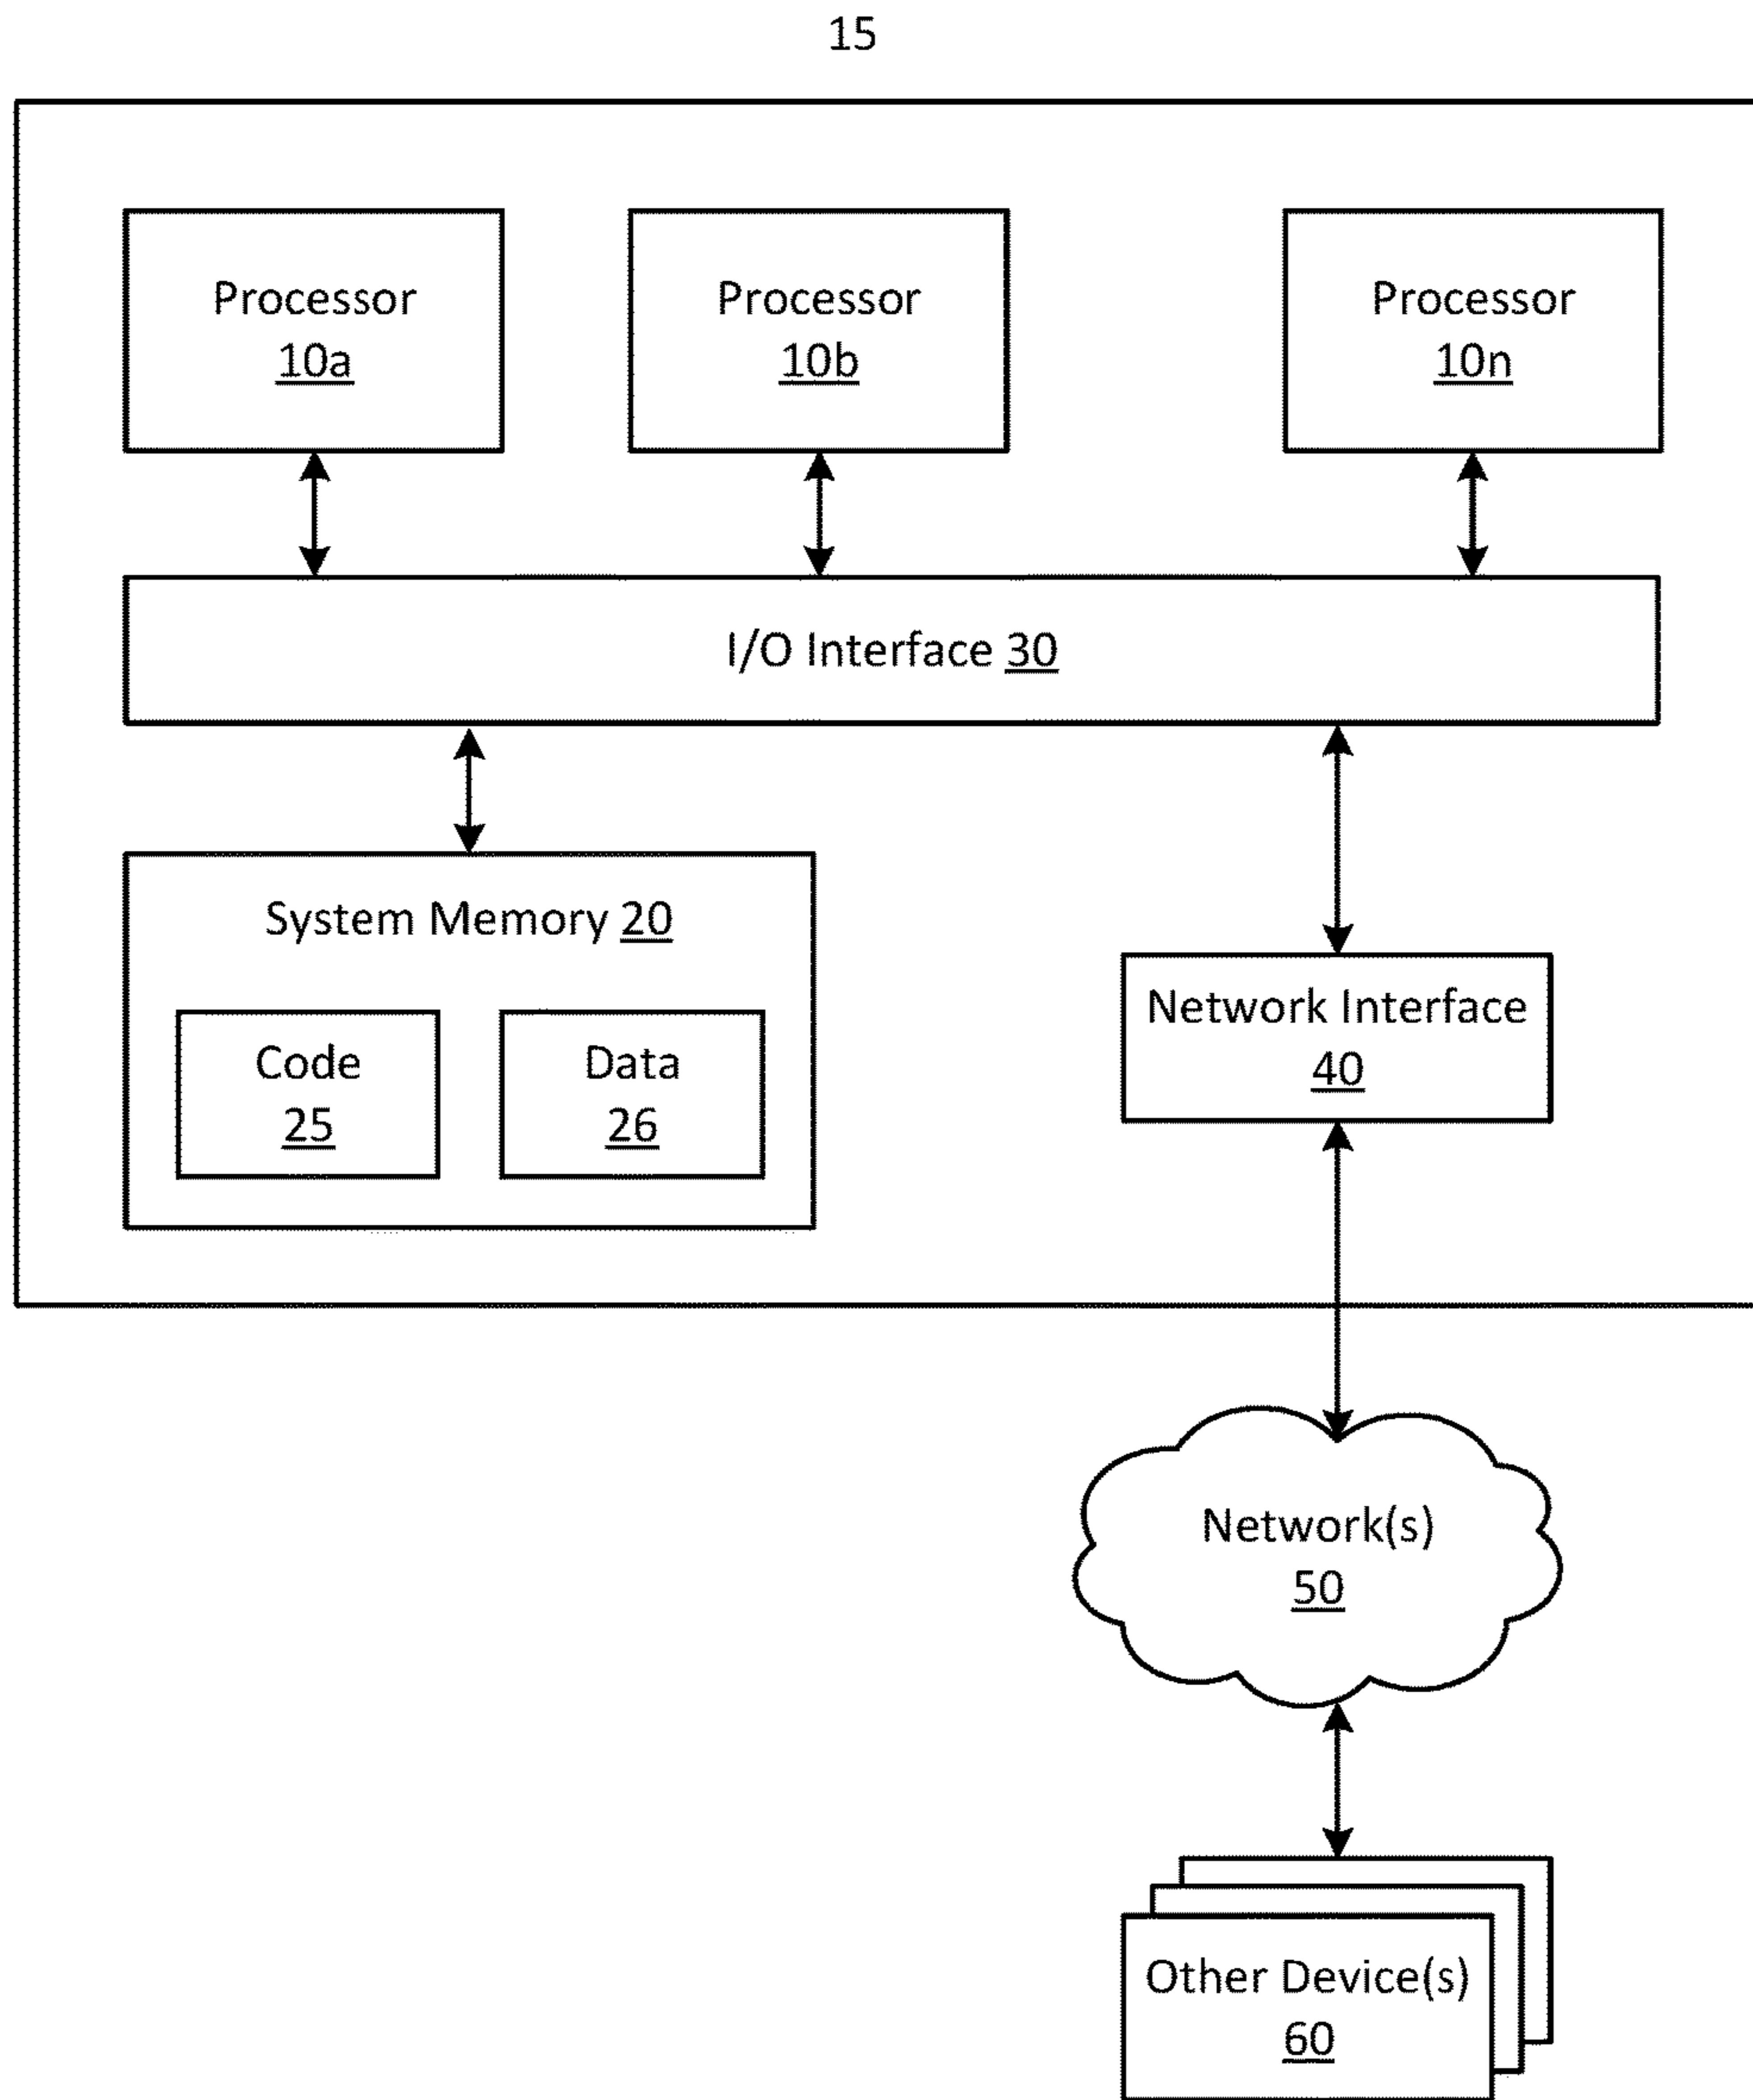 15
Processor
10a
Processor
10b
Processor
10n
I/O Interface 30
System Memory 20
Code
25
Data
26
Network Interface
40
Network(s)
50
Other Device(s)
60